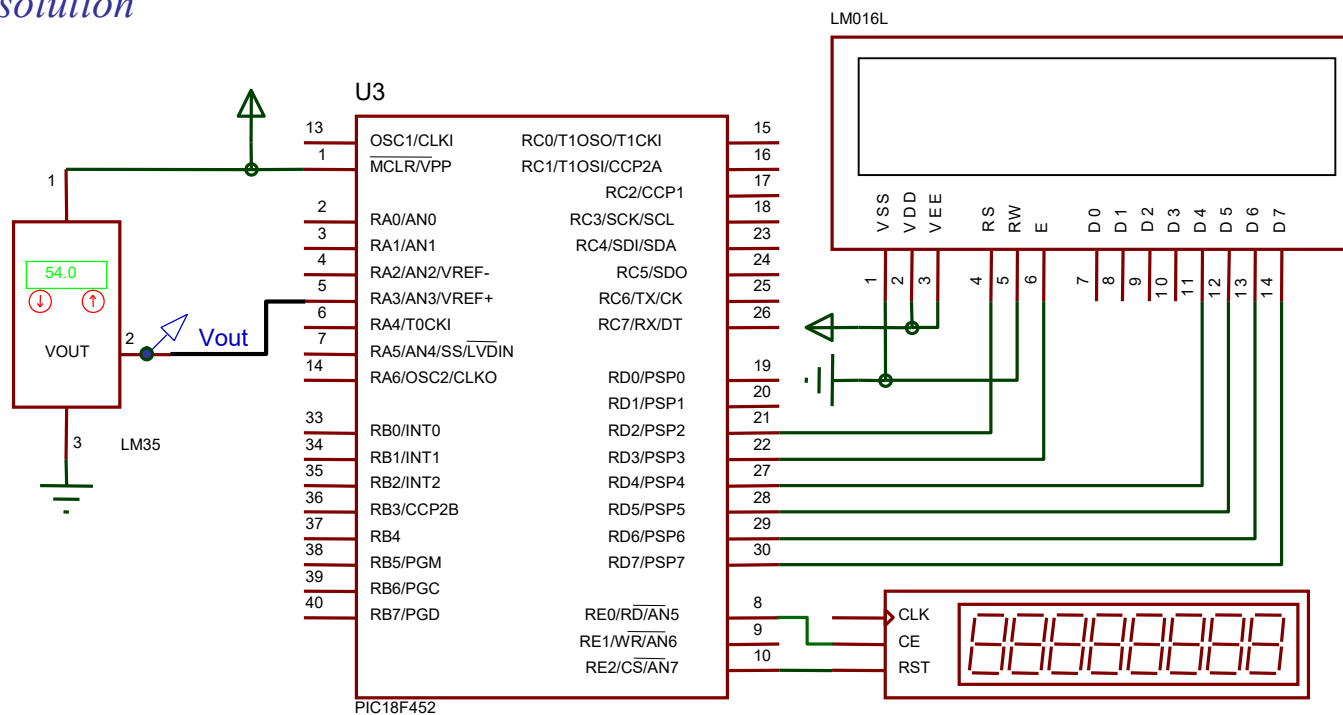 solution
LM016L
U3
13 OSC1/CLKI RC0/T1OSO/T1CKI 15
1 MCLR/VPP RC1/T1OSI/CCP2A 16
RC2/CCP1 17
2 RA0/AN0 RC3/SCK/SCL 18
3 RA1/AN1 RC4/SDI/SDA 23
4 RA2/AN2/VREF- RC5/SDO 24
5 RA3/AN3/VREF+ RC6/TX/CK 25
6 RA4/T0CKI RC7/RX/DT 26
7 RA5/AN4/SS/LVDIN
14 RA6/OSC2/CLKO RD0/PSP0 19
RD1/PSP1 20
33 RB0/INT0 RD2/PSP2 21
34 RB1/INT1 RD3/PSP3 22
35 RB2/INT2 RD4/PSP4 27
36 RB3/CCP2B RD5/PSP5 28
37 RB4 RD6/PSP6 29
38 RB5/PGM RD7/PSP7 30
39 RB6/PGC
40 RB7/PGD RE0/RD/AN5 8
RE1/WR/AN6 9
RE2/CS/AN7 10
PIC18F452
1
54.0
VOUT
2
Vout
3
LM35
VSS VDD VEE RS RW E D0 D1 D2 D3 D4 D5 D6 D7
1 2 3 4 5 6 7 8 9 10 11 12 13 14
CLK
CE
RST